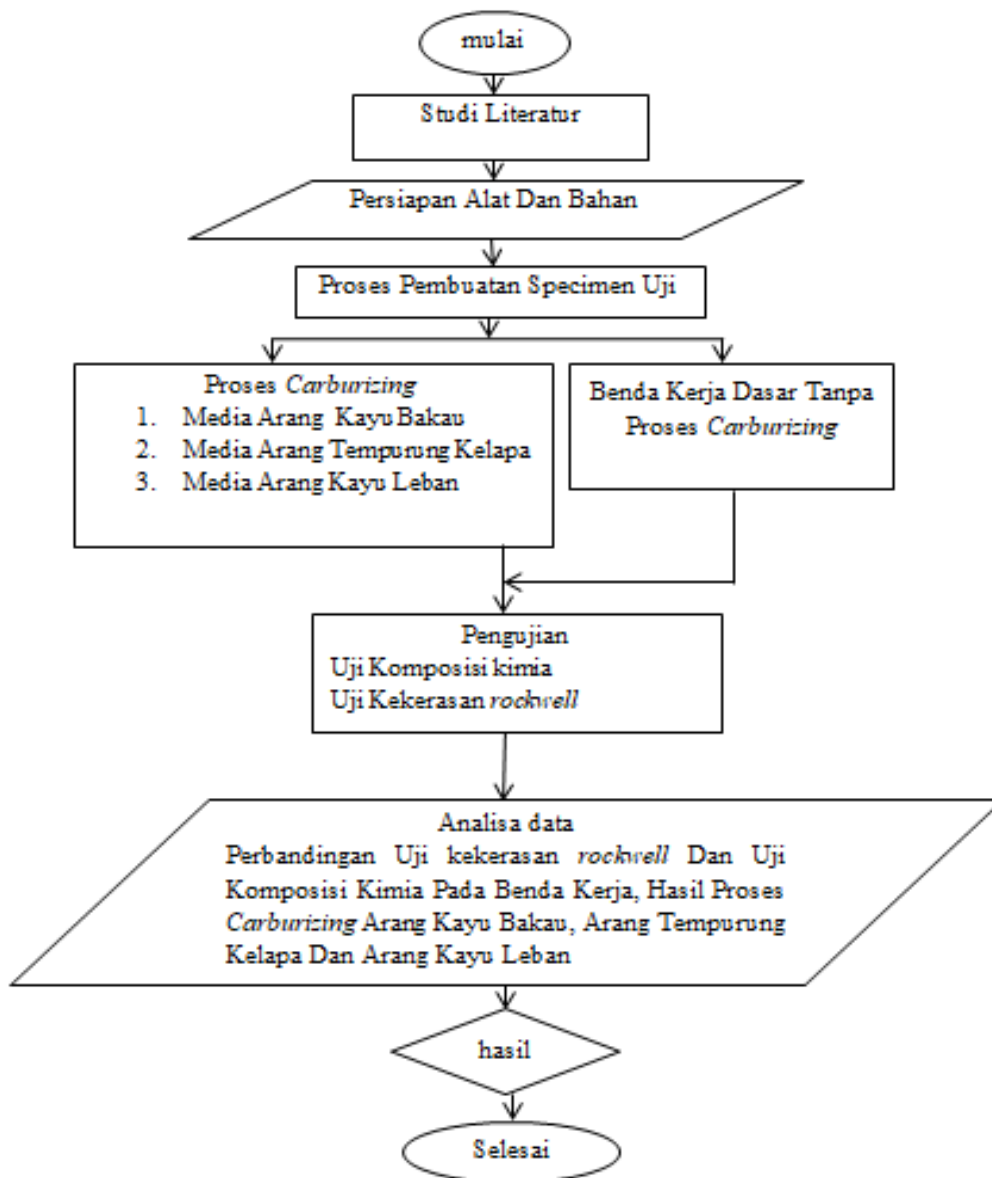 mulai
Studi Literatur
Persiapan Alat Dan Bahan
Proses Pembuatan Specimen Uji
Proses Carburizing
1. Media Arang Kayu Bakau
2. Media Arang Tempurung Kelapa
3. Media Arang Kayu Leban
Benda Kerja Dasar Tanpa
Proses Carburizing
Pengujian
Uji Komposisi kimia
Uji Kekerasan rockwell
Analisa data
Perbandingan Uji kekerasan rockwell Dan Uji
Komposisi Kimia Pada Benda Kerja, Hasil Proses
Carburizing Arang Kayu Bakau, Arang Tempurung
Kelapa Dan Arang Kayu Leban
hasil
Selesai